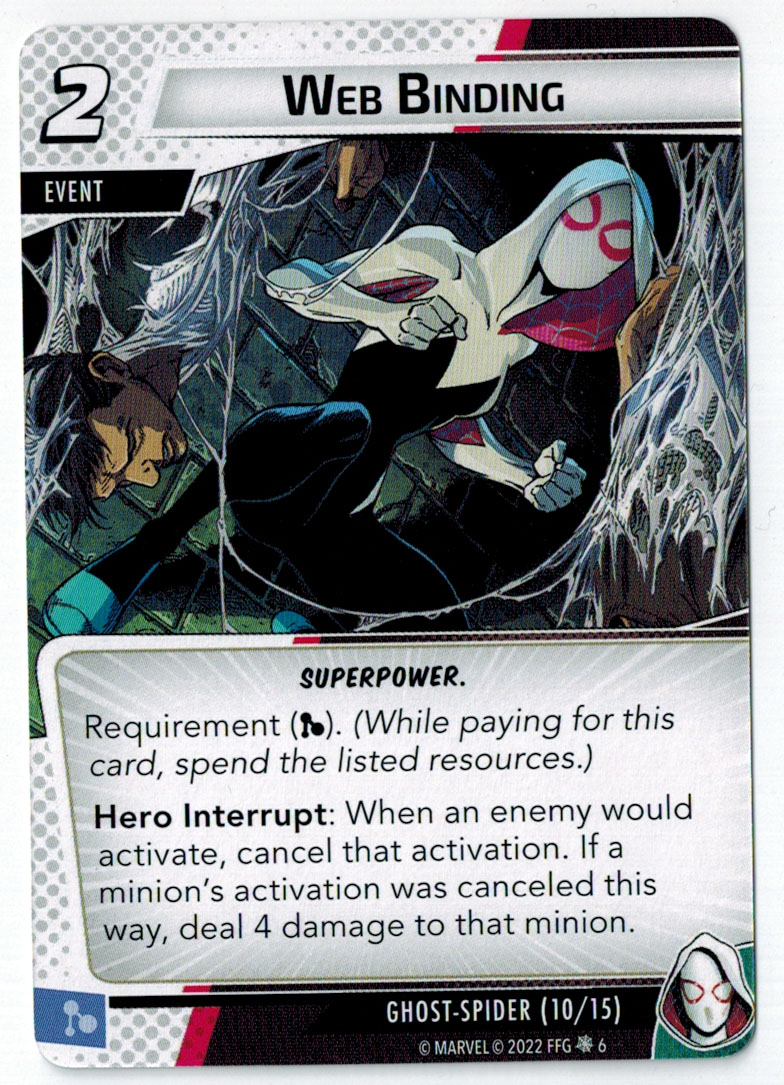 2
WEB BINDING
EVENT
SUPERPOWER.
Requirement (). (While paying for this
card, spend the listed resources.)
Hero Interrupt: When an enemy would
activate, cancel that activation. If a
minion's activation was canceled this
way, deal 4 damage to that minion.
GHOST-SPIDER (10/15)
© MARVEL © 2022 FFG 6